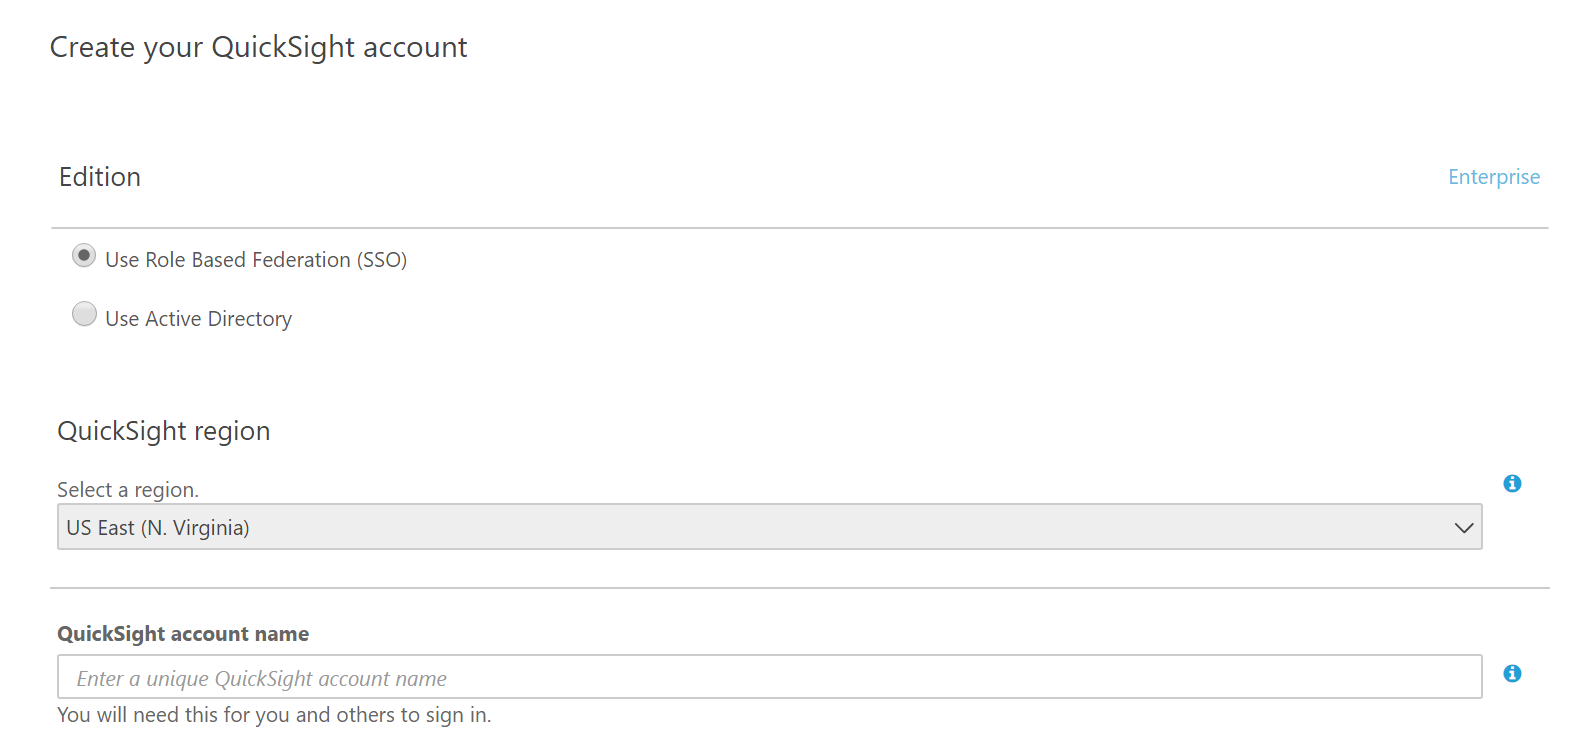 Create your QuickSight account
Edition
Enterprise
Use Role Based Federation (SSO)
Use Active Directory
QuickSight region
Select a region.
US East (N. Virginia)
QuickSight account name
Enter a unique QuickSight account name
You will need this for you and others to sign in.